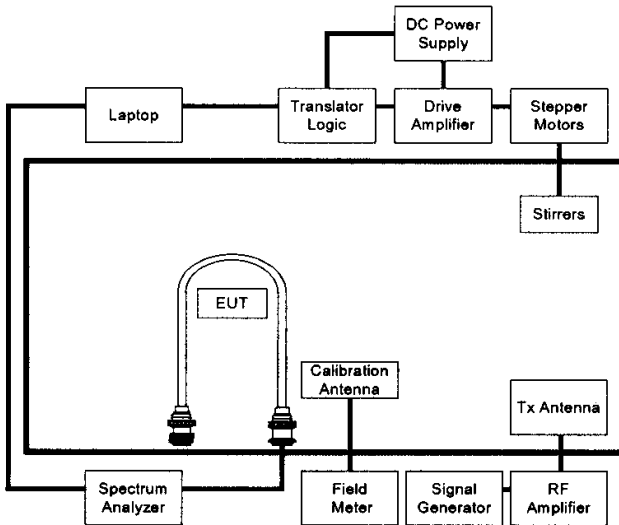 DC Power
Supply
Laptop
Translator
Logic
Drive
Amplifier
Stepper
Motors
Stirrers
EUT
Calibration
Antenna
Tx Antenna
Spectrum
Analyzer
Field
Meter
Signal
Generator
RF
Amplifier